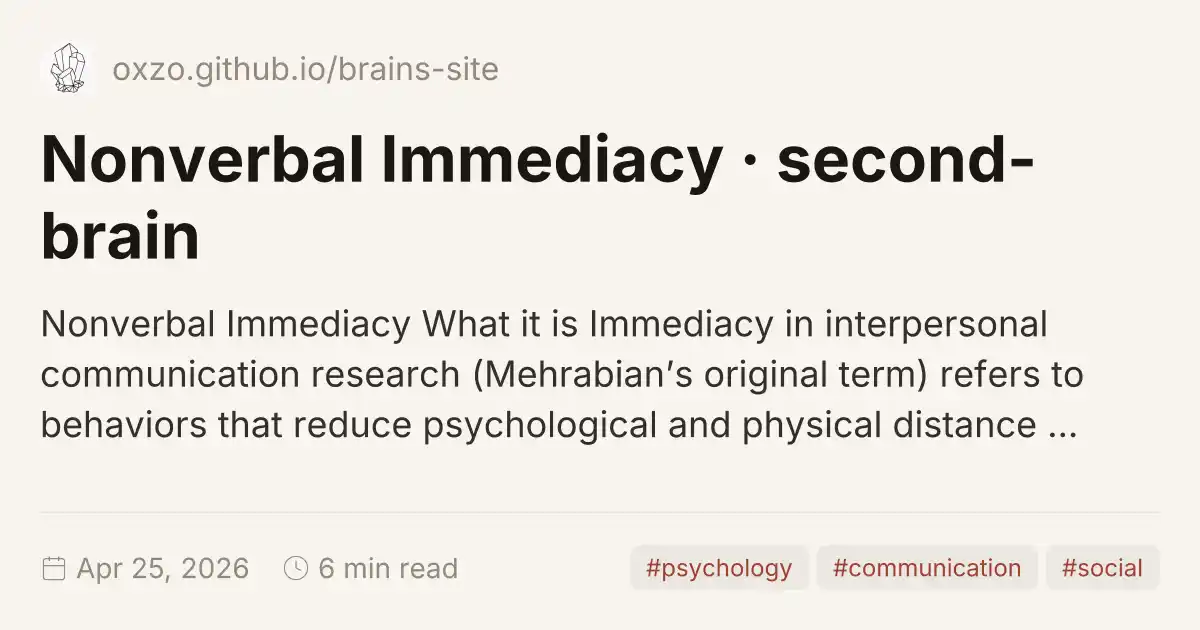 oxzo.github.io/brains-site
Nonverbal Immediacy · second-
brain
Nonverbal Immediacy What it is Immediacy in interpersonal
communication research (Mehrabian’s original term) refers to
behaviors that reduce psychological and physical distance ...
Apr 25, 2026 6 min read #psychology #communication #social